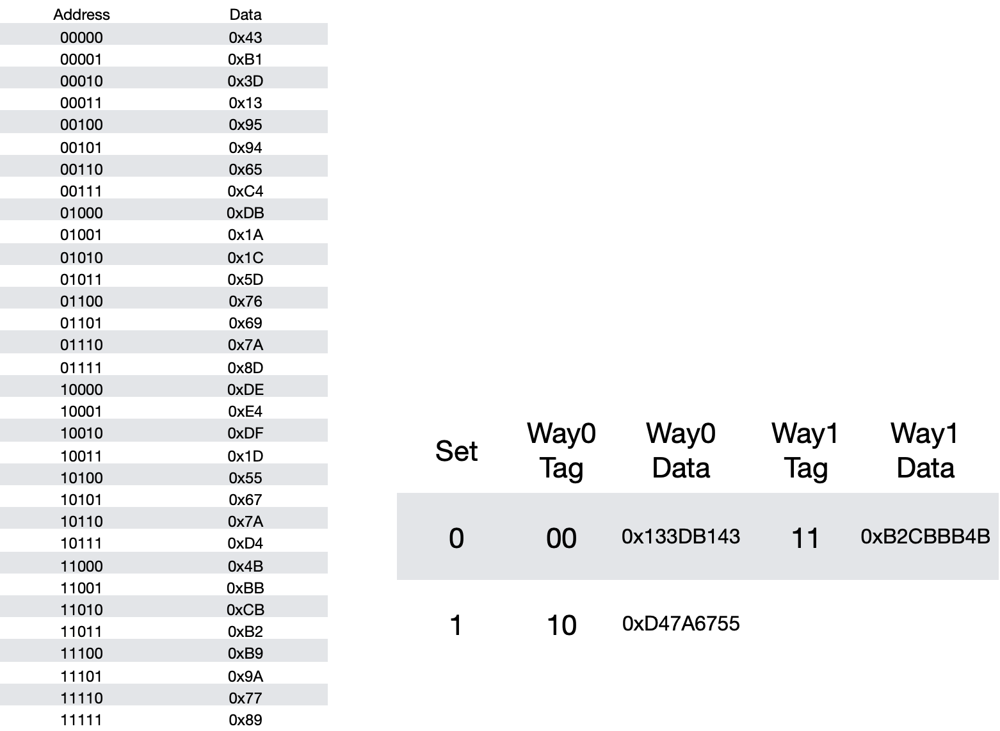 Address Data
00000 0x43
00001 0xB1
00010 0x3D
00011 0x13
00100 0x95
00101 0x94
00110 0x65
00111 0xC4
01000 0xDB
01001 0x1A
01010 0x1C
01011 0x5D
01100 0x76
01101 0x69
01110 0x7A
01111 0x8D
10000 0xDE
10001 0xE4
10010 0xDF
10011 0x1D
10100 0x55
10101 0x67
10110 0x7A
10111 0xD4
11000 0x4B
11001 0xBB
11010 0xCB
11011 0xB2
11100 0xB9
11101 0x9A
11110 0x77
11111 0x89
Set Way0 Tag Way0 Data Way1 Tag Way1 Data
0 00 0x133DB143 11 0xB2CBBB4B
1 10 0xD47A6755